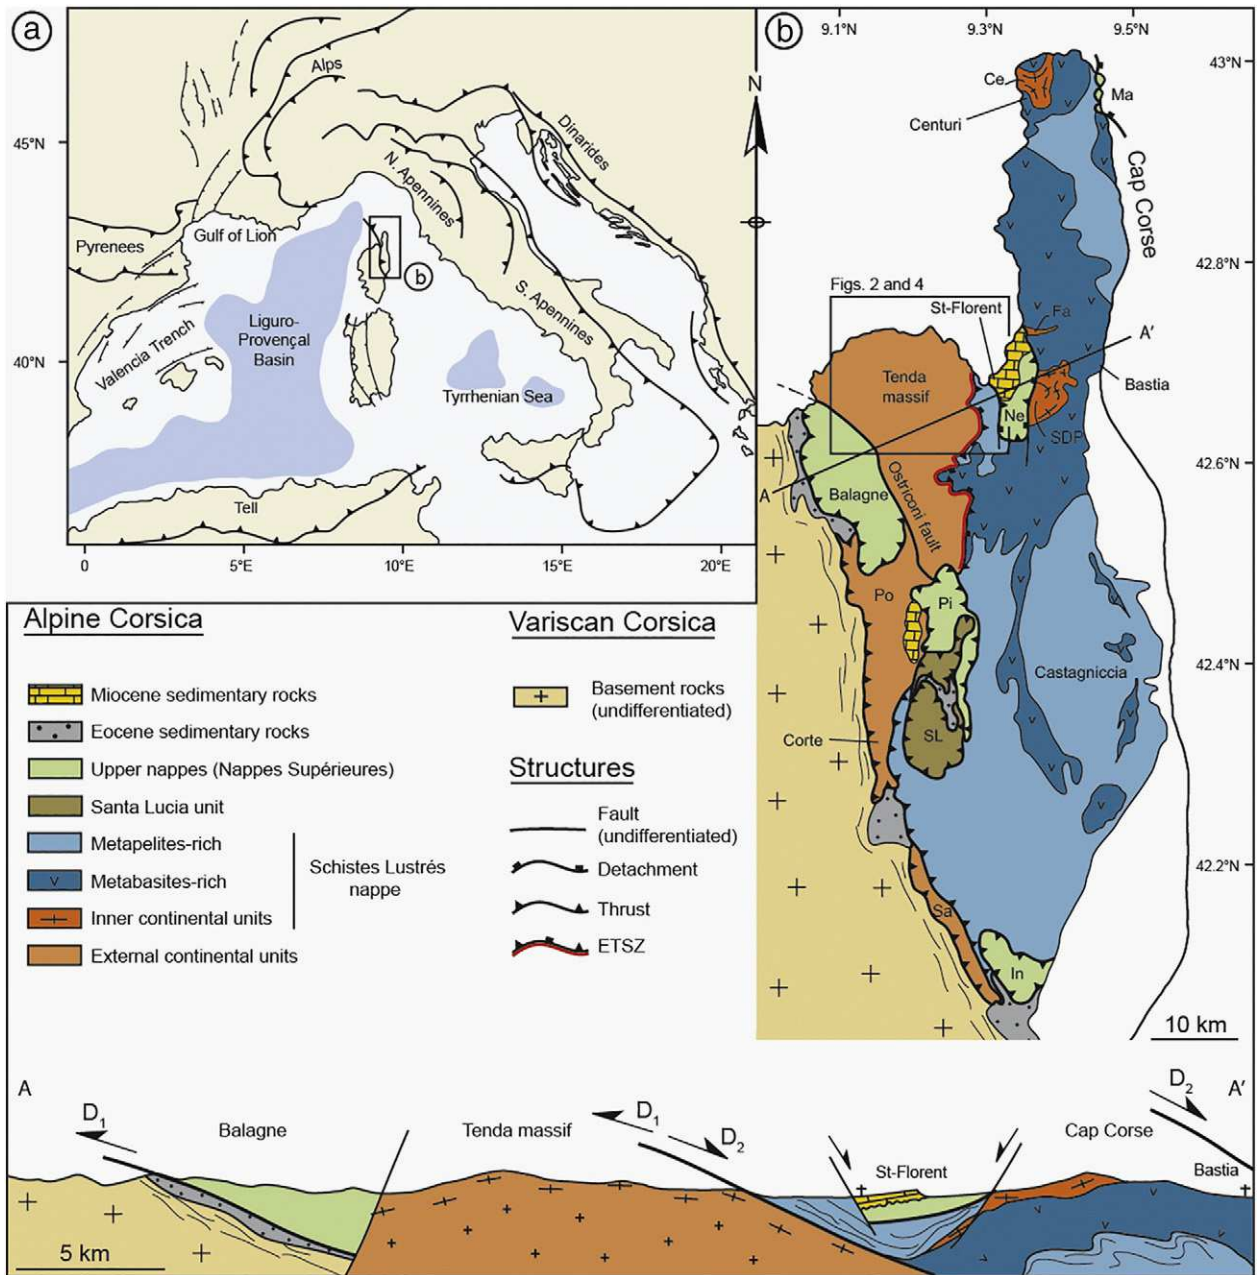 a
Alps
45°N
Dinarides
N. Apennines
Pyrenees
Gulf of Lion
b
S. Apennines
Valencia Trench
Liguro-
Provençal
Basin
40°N
Tyrrhenian Sea
Tell
0
5°E
10°E
15°E
20°E
N
b
9.1°N
9.3°N
9.5°N
43°N
Ce
Ma
Centuri
Cap Corse
42.8°N
Figs. 2 and 4
St-Florent
Fa
A'
Tenda
massif
Bastia
Ne
SDP
42.6°N
A
Balagne
Ostriconi fault
Po
Pi
42.4°N
Castagniccia
Corte
SL
42.2°N
Sa
In
10 km
Alpine Corsica
Miocene sedimentary rocks
Eocene sedimentary rocks
Upper nappes (Nappes Supérieures)
Santa Lucia unit
Metapelites-rich
Metabasites-rich
Inner continental units
Schistes Lustrés
nappe
External continental units
Variscan Corsica
Basement rocks
(undifferentiated)
Structures
Fault
(undifferentiated)
Detachment
Thrust
ETSZ
A
A'
D1
Balagne
Tenda massif
D1
D2
St-Florent
Cap Corse
D2
Bastia
5 km